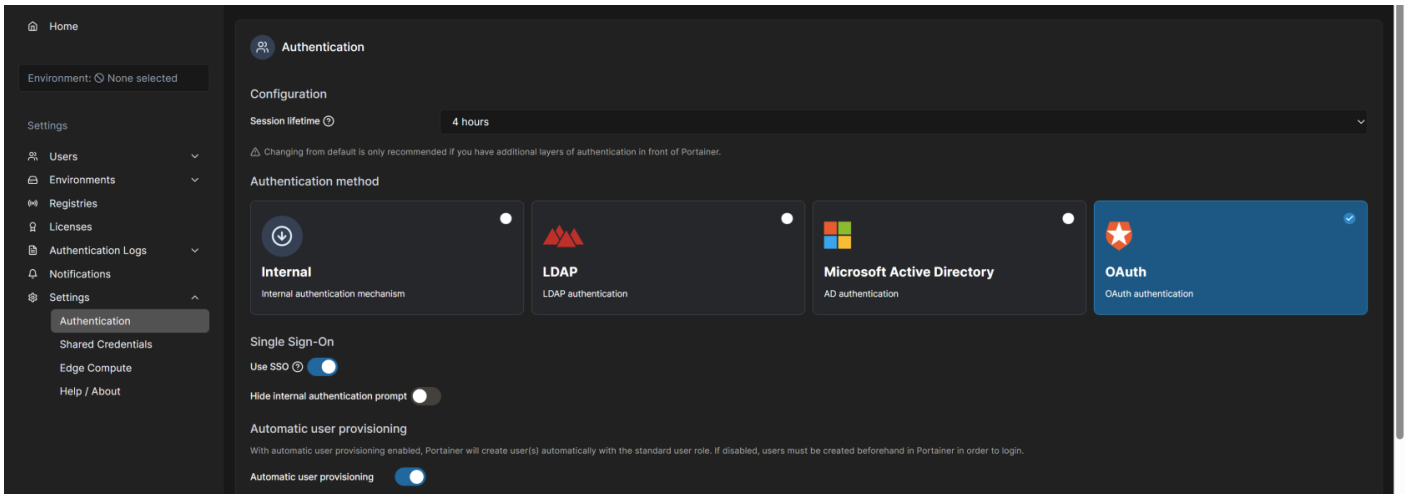 Home
Environment: None selected
Settings
Users
Environments
Registries
Licenses
Authentication Logs
Notifications
Settings
Authentication
Shared Credentials
Edge Compute
Help / About
Authentication
Configuration
Session lifetime
4 hours
Changing from default is only recommended if you have additional layers of authentication in front of Portainer.
Authentication method
Internal
Internal authentication mechanism
LDAP
LDAP authentication
Microsoft Active Directory
AD authentication
OAuth
OAuth authentication
Single Sign-On
Use SSO
Hide internal authentication prompt
Automatic user provisioning
With automatic user provisioning enabled, Portainer will create user(s) automatically with the standard user role. If disabled, users must be created beforehand in Portainer in order to login.
Automatic user provisioning